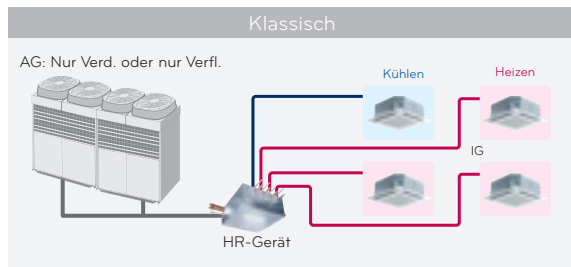 Klassisch
AG: Nur Verd. oder nur Verfl.
Kühlen
Heizen
IG
HR-Gerät